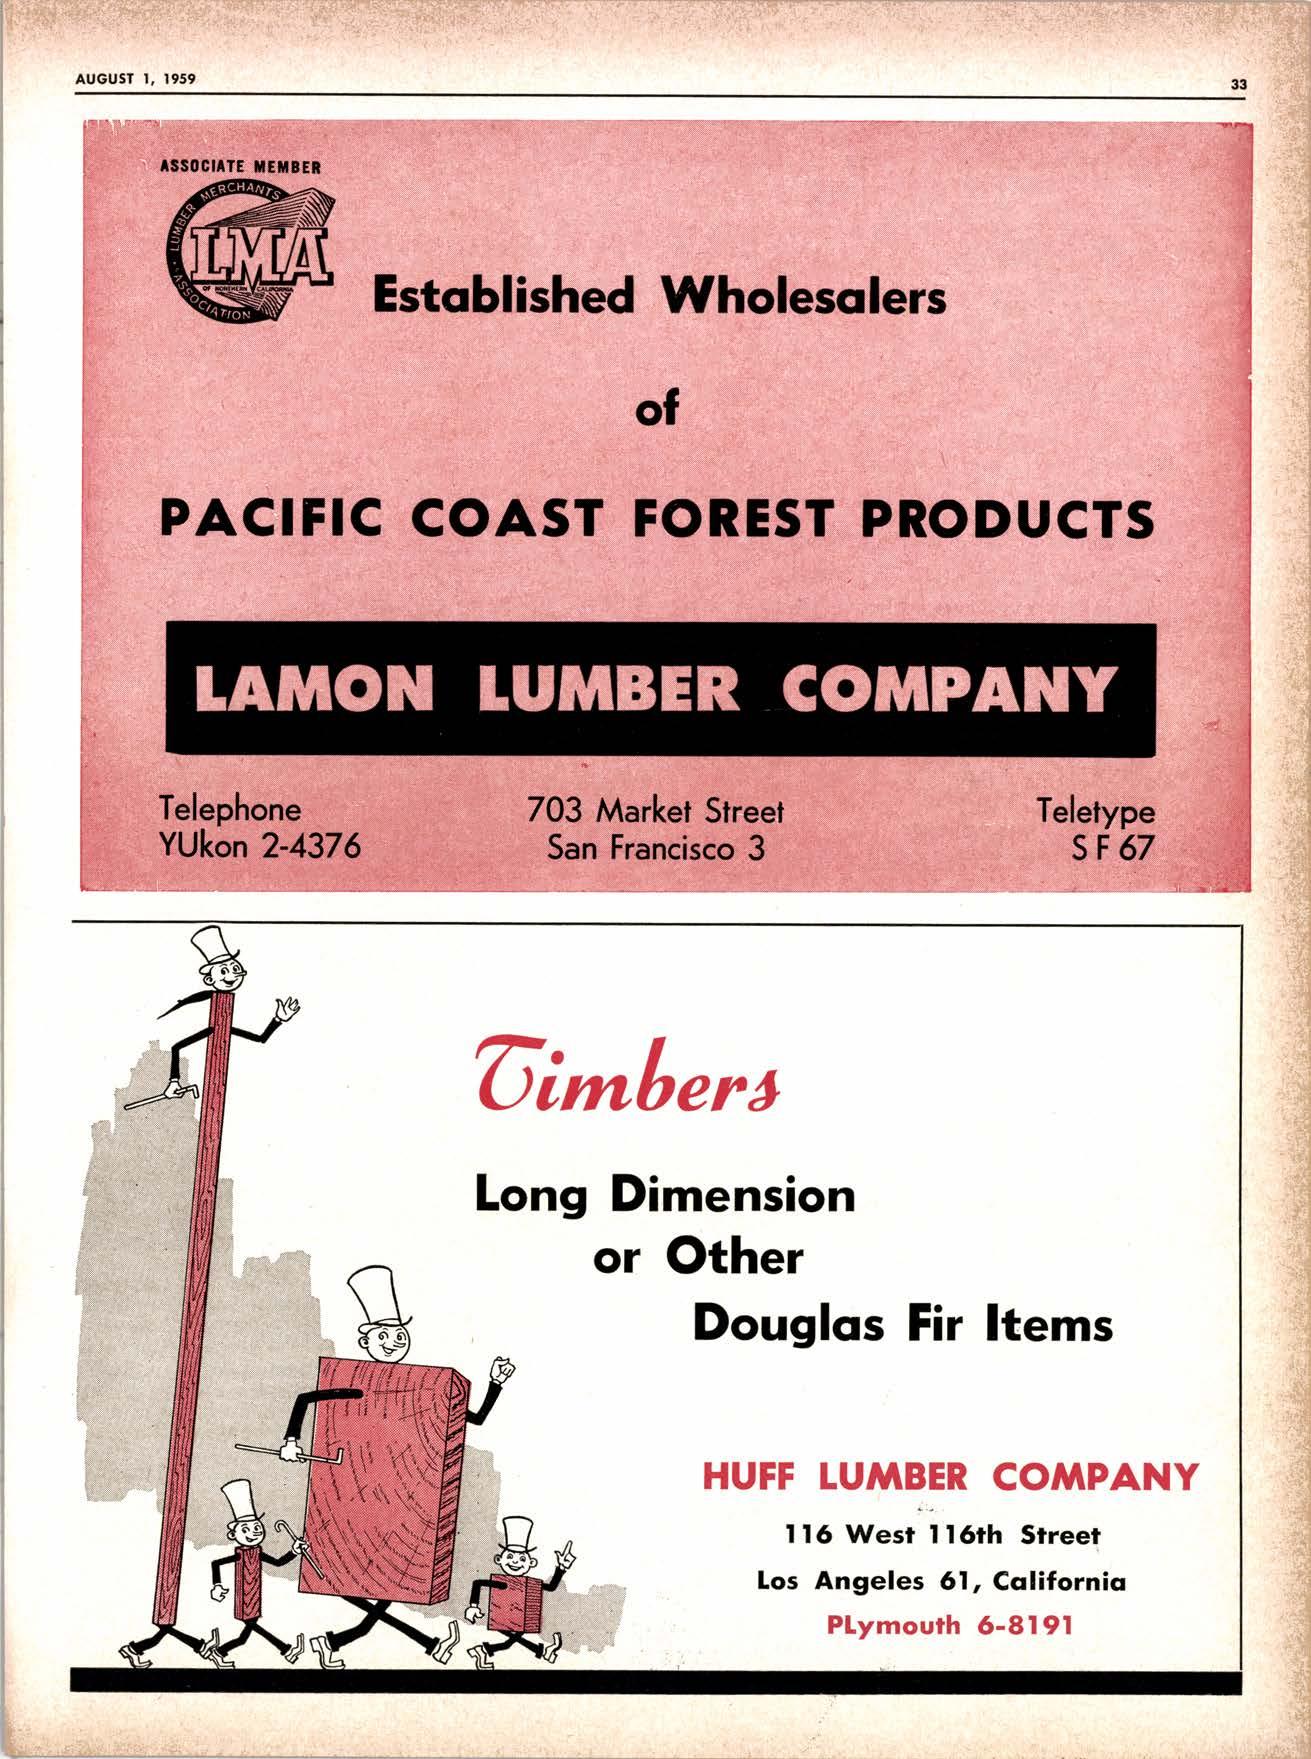 AUGUST 1, 1959
33
ASSOCIATE MEMBER
LUMBER MERCHANTS
LMA
OF NORTHERN CALIFORNIA
ASSOCIATION
Established Wholesalers
of
PACIFIC COAST FOREST PRODUCTS
LAMON LUMBER COMPANY
Telephone
YUkon 2-4376
703 Market Street
San Francisco 3
Teletype
SF 67
Timbers
Long Dimension
or Other
Douglas Fir Items
HUFF LUMBER COMPANY
116 West 116th Street
Los Angeles 61, California
PLymouth 6-8191